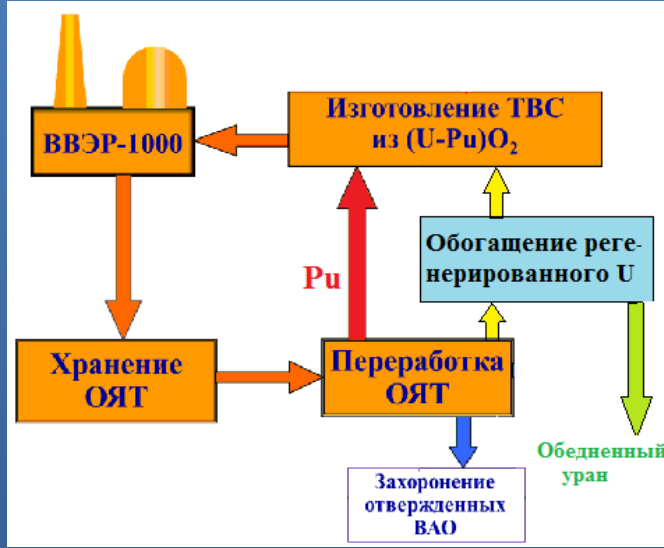 ВВЭР-1000
Изготовление ТВС
из (U-Pu)O₂
Обогащение реге-
нерированного U
Pu
Хранение
ОЯТ
Переработка
ОЯТ
Обедненный
уран
Захоронение
отвержденных
ВАО